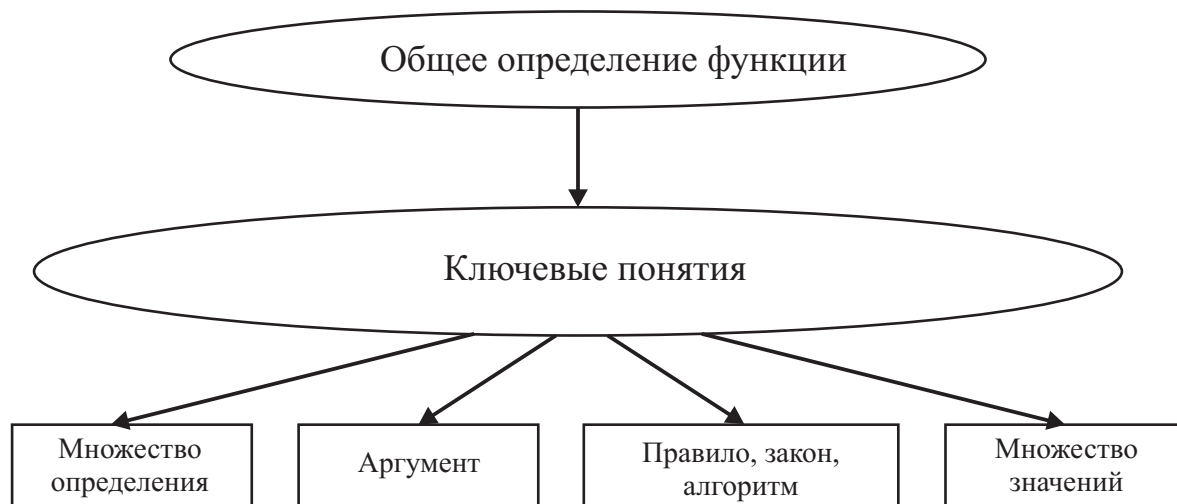 Общее определение функции
Ключевые понятия
Множество
определения
Аргумент
Правило, закон,
алгоритм
Множество
значений